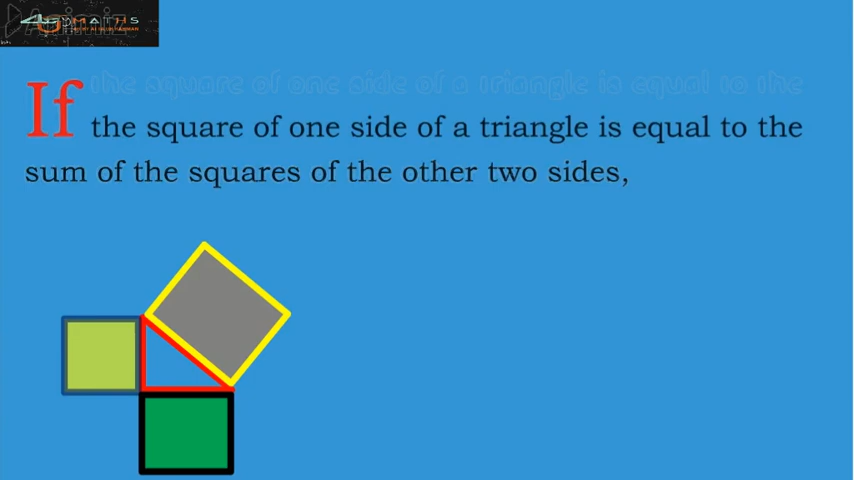 MATHS
If the square of one side of a triangle is equal to the
sum of the squares of the other two sides,